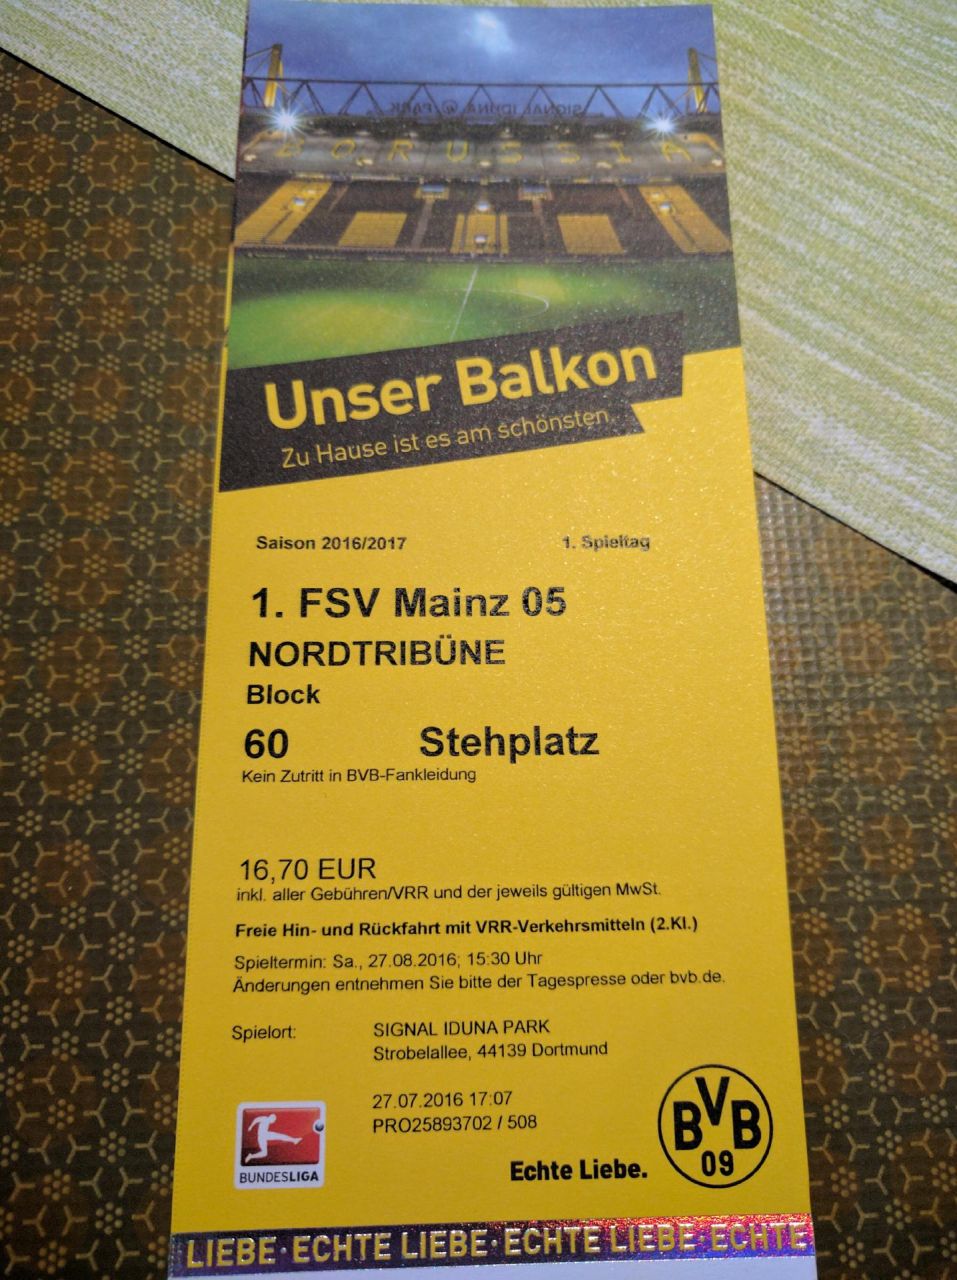 SIGNAL IDUNA PARK
BORUSSIA
Unser Balkon
Zu Hause ist es am schönsten.
Saison 2016/2017 1. Spieltag
1. FSV Mainz 05
NORDTRIBÜNE
Block
60 Stehplatz
Kein Zutritt in BVB-Fankleidung
16,70 EUR
inkl. aller Gebühren/VRR und der jeweils gültigen MwSt.
Freie Hin- und Rückfahrt mit VRR-Verkehrsmitteln (2.Kl.)
Spieltermin: Sa., 27.08.2016; 15:30 Uhr
Änderungen entnehmen Sie bitte der Tagespresse oder bvb.de.
Spielort: SIGNAL IDUNA PARK
Strobelallee, 44139 Dortmund
27.07.2016 17:07
PRO25893702 / 508
BUNDESLIGA
Echte Liebe.
BVB
09
LIEBE · ECHTE LIEBE · ECHTE LIEBE · ECHTE